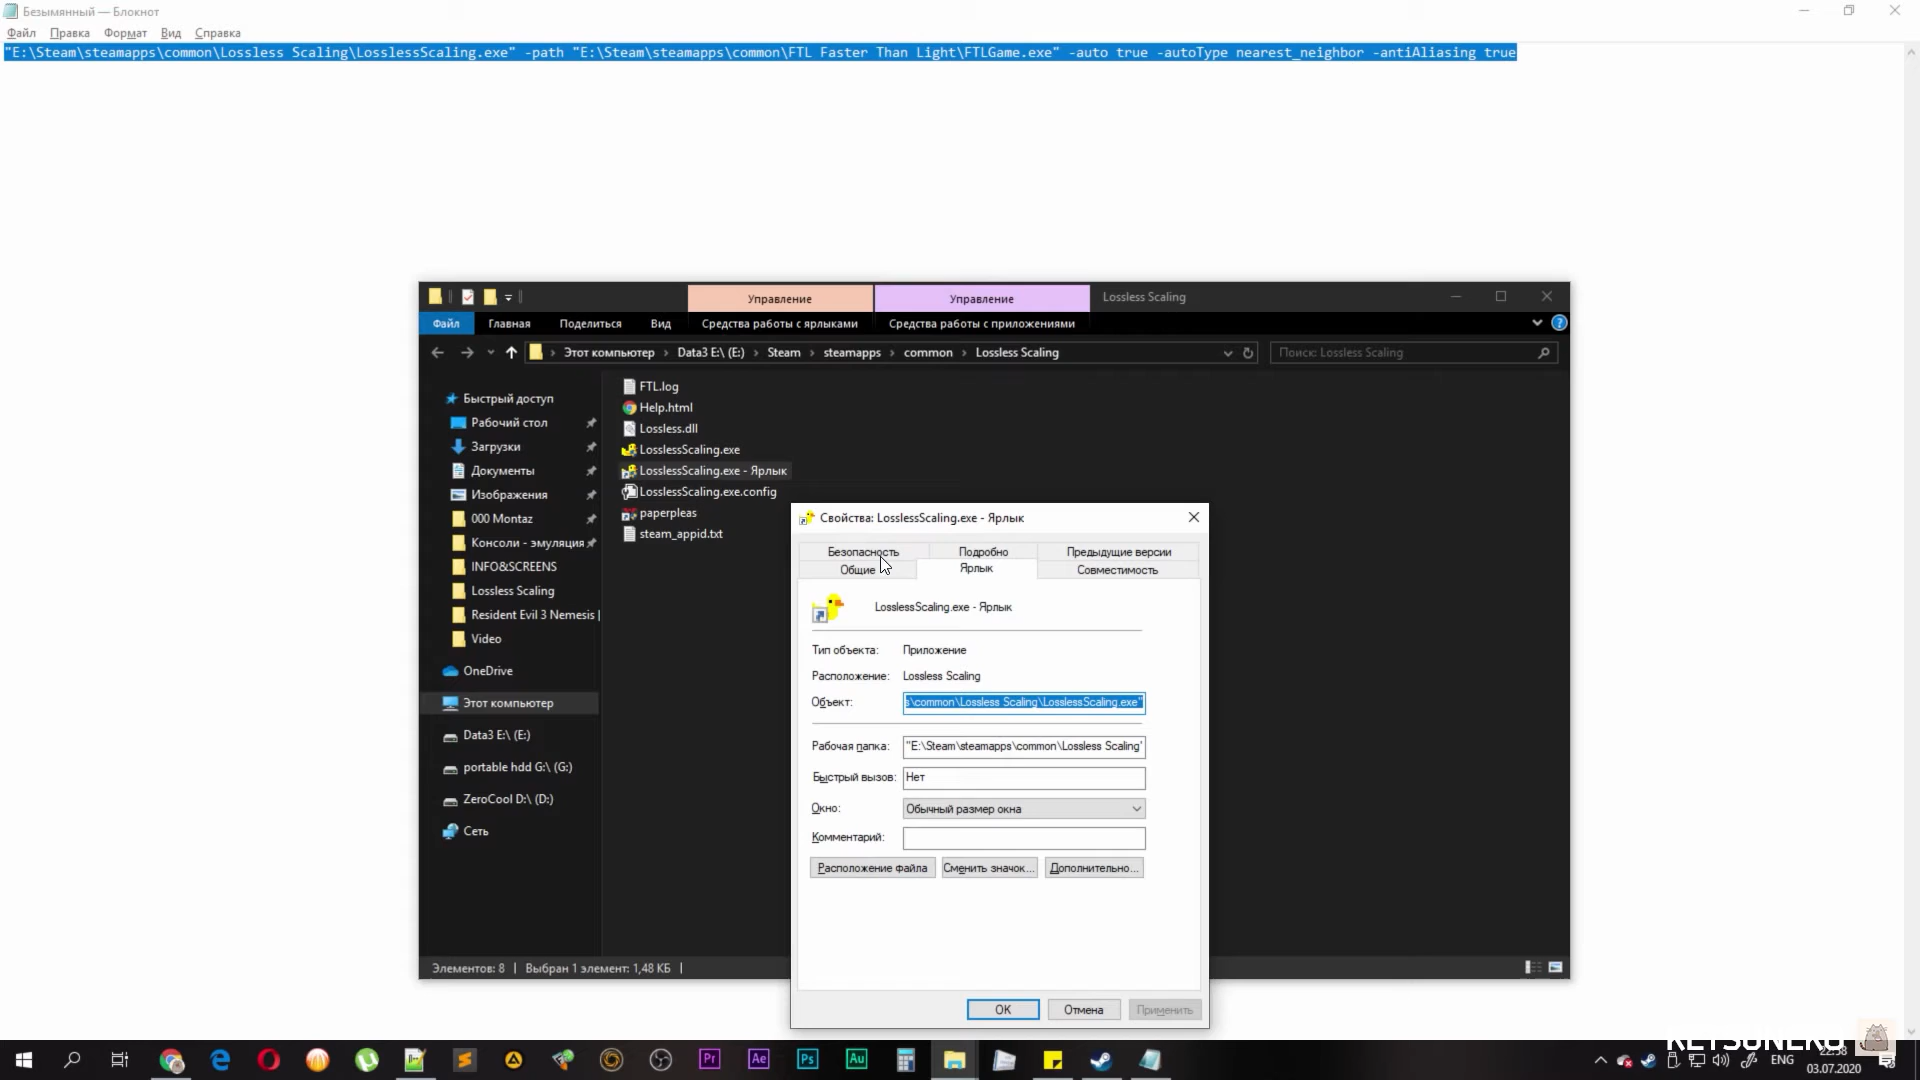 Безымянный — Блокнот
Файл Правка Формат Вид Справка
"E:\Steam\steamapps\common\Lossless Scaling\LosslessScaling.exe" -path "E:\Steam\steamapps\common\FTL Faster Than Light\FTLGame.exe" -auto true -autoType nearest_neighbor -antiAliasing true
Управление Управление Lossless Scaling
Файл Главная Поделиться Вид Средства работы с ярлыками Средства работы с приложениями
Этот компьютер Data3 E:\ (E:) Steam steamapps common Lossless Scaling Поиск: Lossless Scaling
Быстрый доступ
Рабочий стол
Загрузки
Документы
Изображения
000 Montaz
Консоли - эмуляция
INFO&SCREENS
Lossless Scaling
Resident Evil 3 Nemesis |
Video
OneDrive
Этот компьютер
Data3 E:\ (E:)
portable hdd G:\ (G:)
ZeroCool D:\ (D:)
Сеть
FTL.log
Help.html
Lossless.dll
LosslessScaling.exe
LosslessScaling.exe - Ярлык
LosslessScaling.exe.config
paperpleas
steam_appid.txt
Элементов: 8 Выбран 1 элемент: 1,48 КБ
Свойства: LosslessScaling.exe - Ярлык
Безопасность Подробно Предыдущие версии
Общие Ярлык Совместимость
LosslessScaling.exe - Ярлык
Тип объекта: Приложение
Расположение: Lossless Scaling
Объект: s\common\Lossless Scaling\LosslessScaling.exe"
Рабочая папка: "E:\Steam\steamapps\common\Lossless Scaling"
Быстрый вызов: Нет
Окно: Обычный размер окна
Комментарий:
Расположение файла Сменить значок... Дополнительно...
ОК Отмена Применить
Pr Ae Ps Au
KETSUNEKO
ENG
22:58
03.07.2020